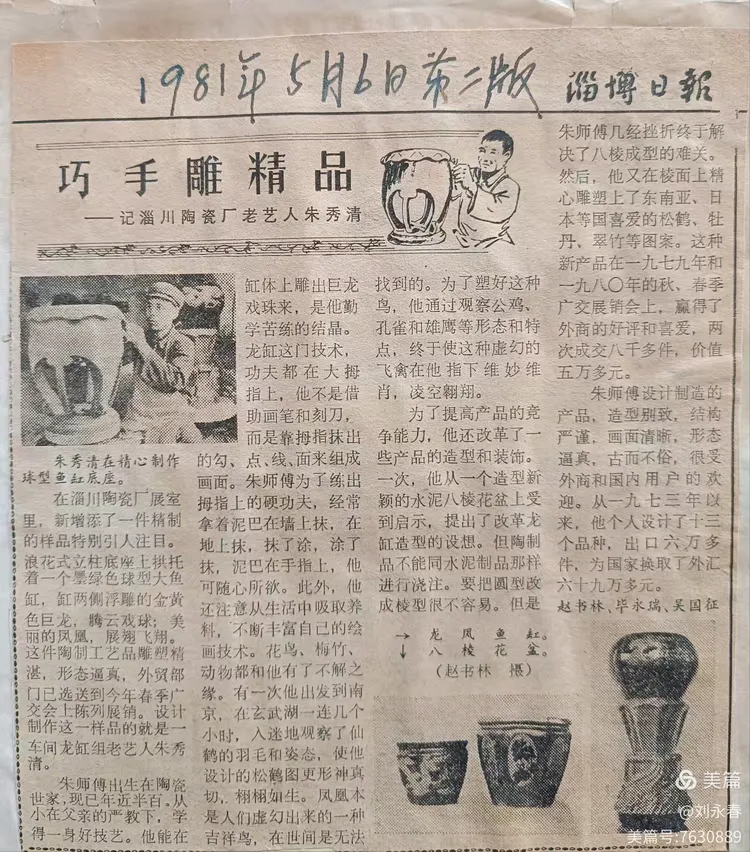 1981年5月6日第二版
淄博日報
巧手雕精品
——记淄川陶瓷厂老艺人朱秀清
朱秀清在精心制作
球型鱼缸底座。
在淄川陶瓷厂展室
里，新增添了一件精制
的样品特别引人注目。
浪花式立柱底座上拱托
着一个墨绿色球型大鱼
缸，缸两侧浮雕的金黄
色巨龙，腾云戏球；美
丽的凤凰，展翅飞翔。
这件陶制工艺品雕塑精
湛，形态逼真，外贸部
门已选送到今年春季广
交会上陈列展销。设计
制作这一样品的就是一
车间龙缸组老艺人朱秀
清。
朱师傅出生在陶瓷
世家，现已年近半百。从
小在父亲的严教下，学
得一身好技艺。他能在
缸体上雕出巨龙
戏珠来，是他勤
学苦练的结晶。
龙缸这门技术，
功夫都在大拇
指上，他不是借
助画笔和刻刀，
而是靠拇指抹出
的勾、点、线、面来组成
画面。朱师傅为了练出
拇指上的硬功夫，经常
拿着泥巴在墙上抹，在
地上抹，抹了涂，涂了
抹，泥巴在手指上，他
可随心所欲。此外，他
还注意从生活中吸取养
料，不断丰富自己的绘
画技术。花鸟、梅竹、
动物都和他有了不解之
缘。有一次他出发到南
京，在玄武湖一连几个
小时，入迷地观察了仙
鹤的羽毛和姿态，使他
设计的松鹤图更形神真
切，栩栩如生。凤凰本
是人们虚幻出来的一种
吉祥鸟，在世间是无法
找到的。为了塑好这种
鸟，他通过观察公鸡、
孔雀和雄鹰等形态和特
点，终于使这种虚幻的
飞禽在他指下维妙维
肖，凌空翱翔。
为了提高产品的竞
争能力，他还改革了一
些产品的造型和装饰。
一次，他从一个造型新
颖的水泥八棱花盆上受
到启示，提出了改革龙
缸造型的设想。但陶制
品不能同水泥制品那样
进行浇注。要把圆型改
成棱型很不容易。但是
朱师傅几经挫折终于解
决了八棱成型的难关。
然后，他又在棱面上精
心雕塑上了东南亚、日
本等国喜爱的松鹤、牡
丹、翠竹等图案。这种
新产品在一九七九年和
一九八〇年的秋、春季
广交展销会上，赢得了
外商的好评和喜爱，两
次成交八千多件，价值
五万多元。
朱师傅设计制造的
产品，造型别致，结构
严谨，画面清晰，形态
逼真，古而不俗，很受
外商和国内用户的欢
迎。从一九七三年以
来，他个人设计了十三
个品种，出口六万多
件，为国家换取了外汇
六十九万多元。
赵书林、毕永瑞、吴国征
→ 龙凤鱼缸。
↓ 八棱花盆。
（赵书林 摄）
美篇
@刘永春
美篇号:7630889